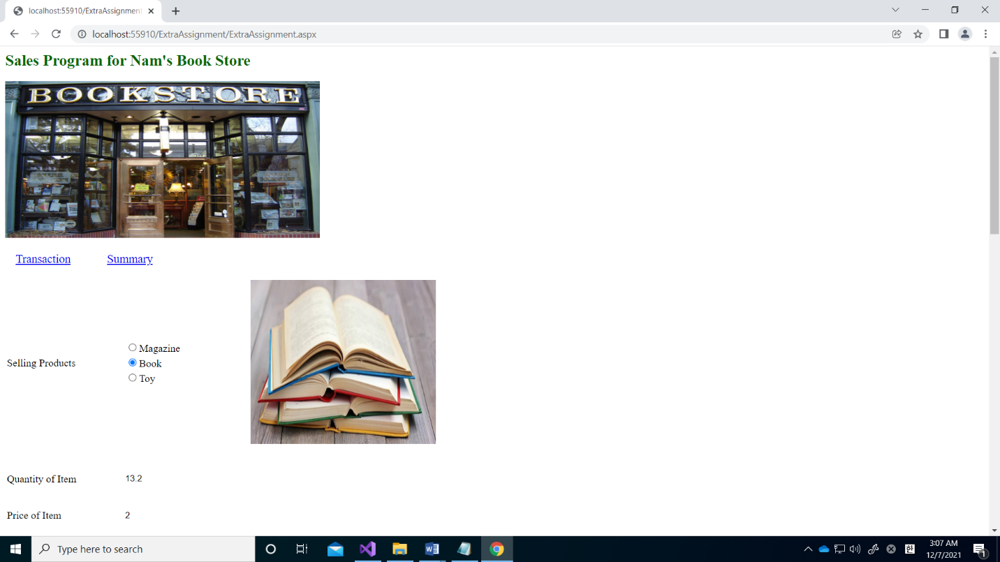 localhost:55910/ExtraAssignment
localhost:55910/ExtraAssignment/ExtraAssignment.aspx
Sales Program for Nam's Book Store
BOOKSTORE
Transaction Summary
Magazine
Selling Products
Book
Toy
Quantity of Item 13.2
Price of Item 2
Type here to search
3:07 AM
12/7/2021
1